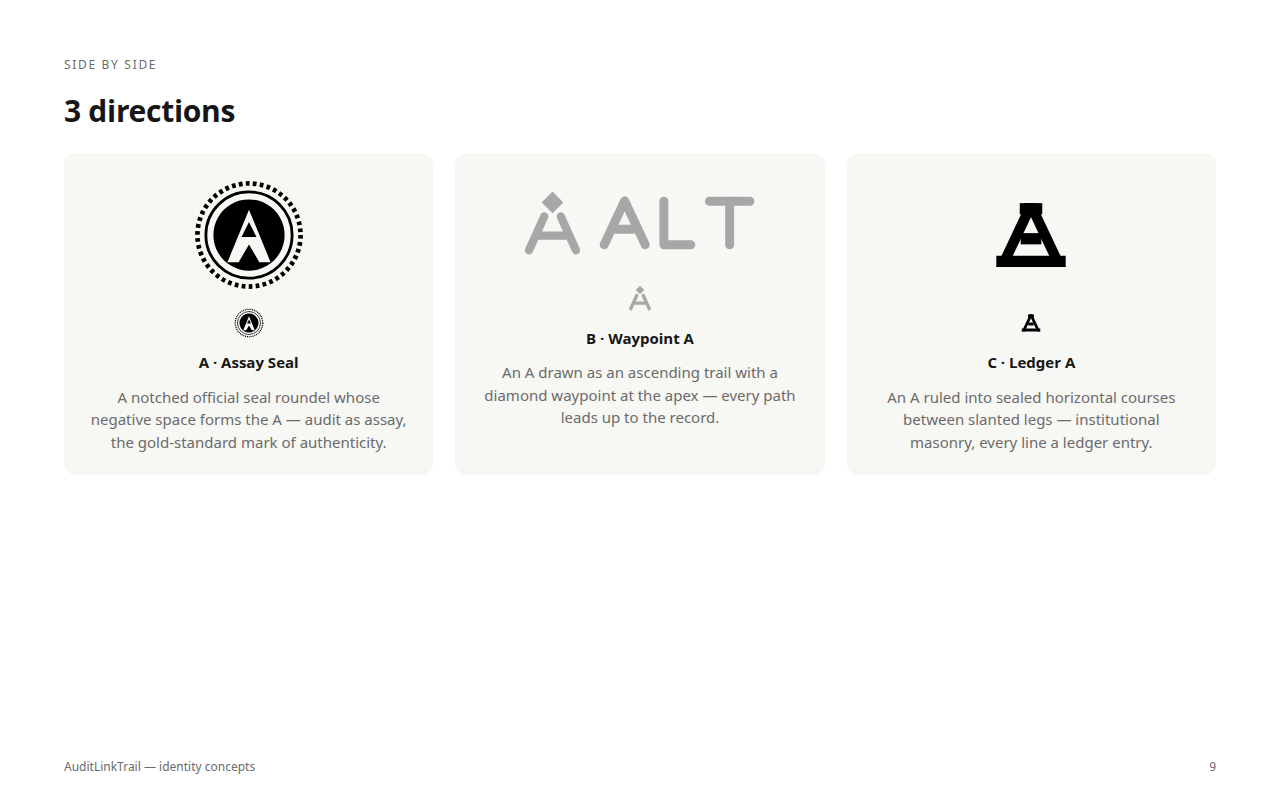 SIDE BY SIDE
3 directions
A
A
A · Assay Seal
A notched official seal roundel whose
negative space forms the A — audit as assay,
the gold-standard mark of authenticity.
A ALT
A
B · Waypoint A
An A drawn as an ascending trail with a
diamond waypoint at the apex — every path
leads up to the record.
A
A
C · Ledger A
An A ruled into sealed horizontal courses
between slanted legs — institutional
masonry, every line a ledger entry.
AuditLinkTrail — identity concepts
9